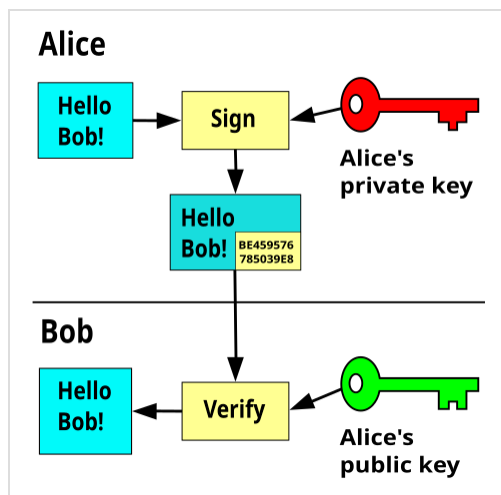 Alice
Hello
Bob!
Sign
Alice's
private key
Hello
Bob!
BE459576
785039E8
Bob
Hello
Bob!
Verify
Alice's
public key